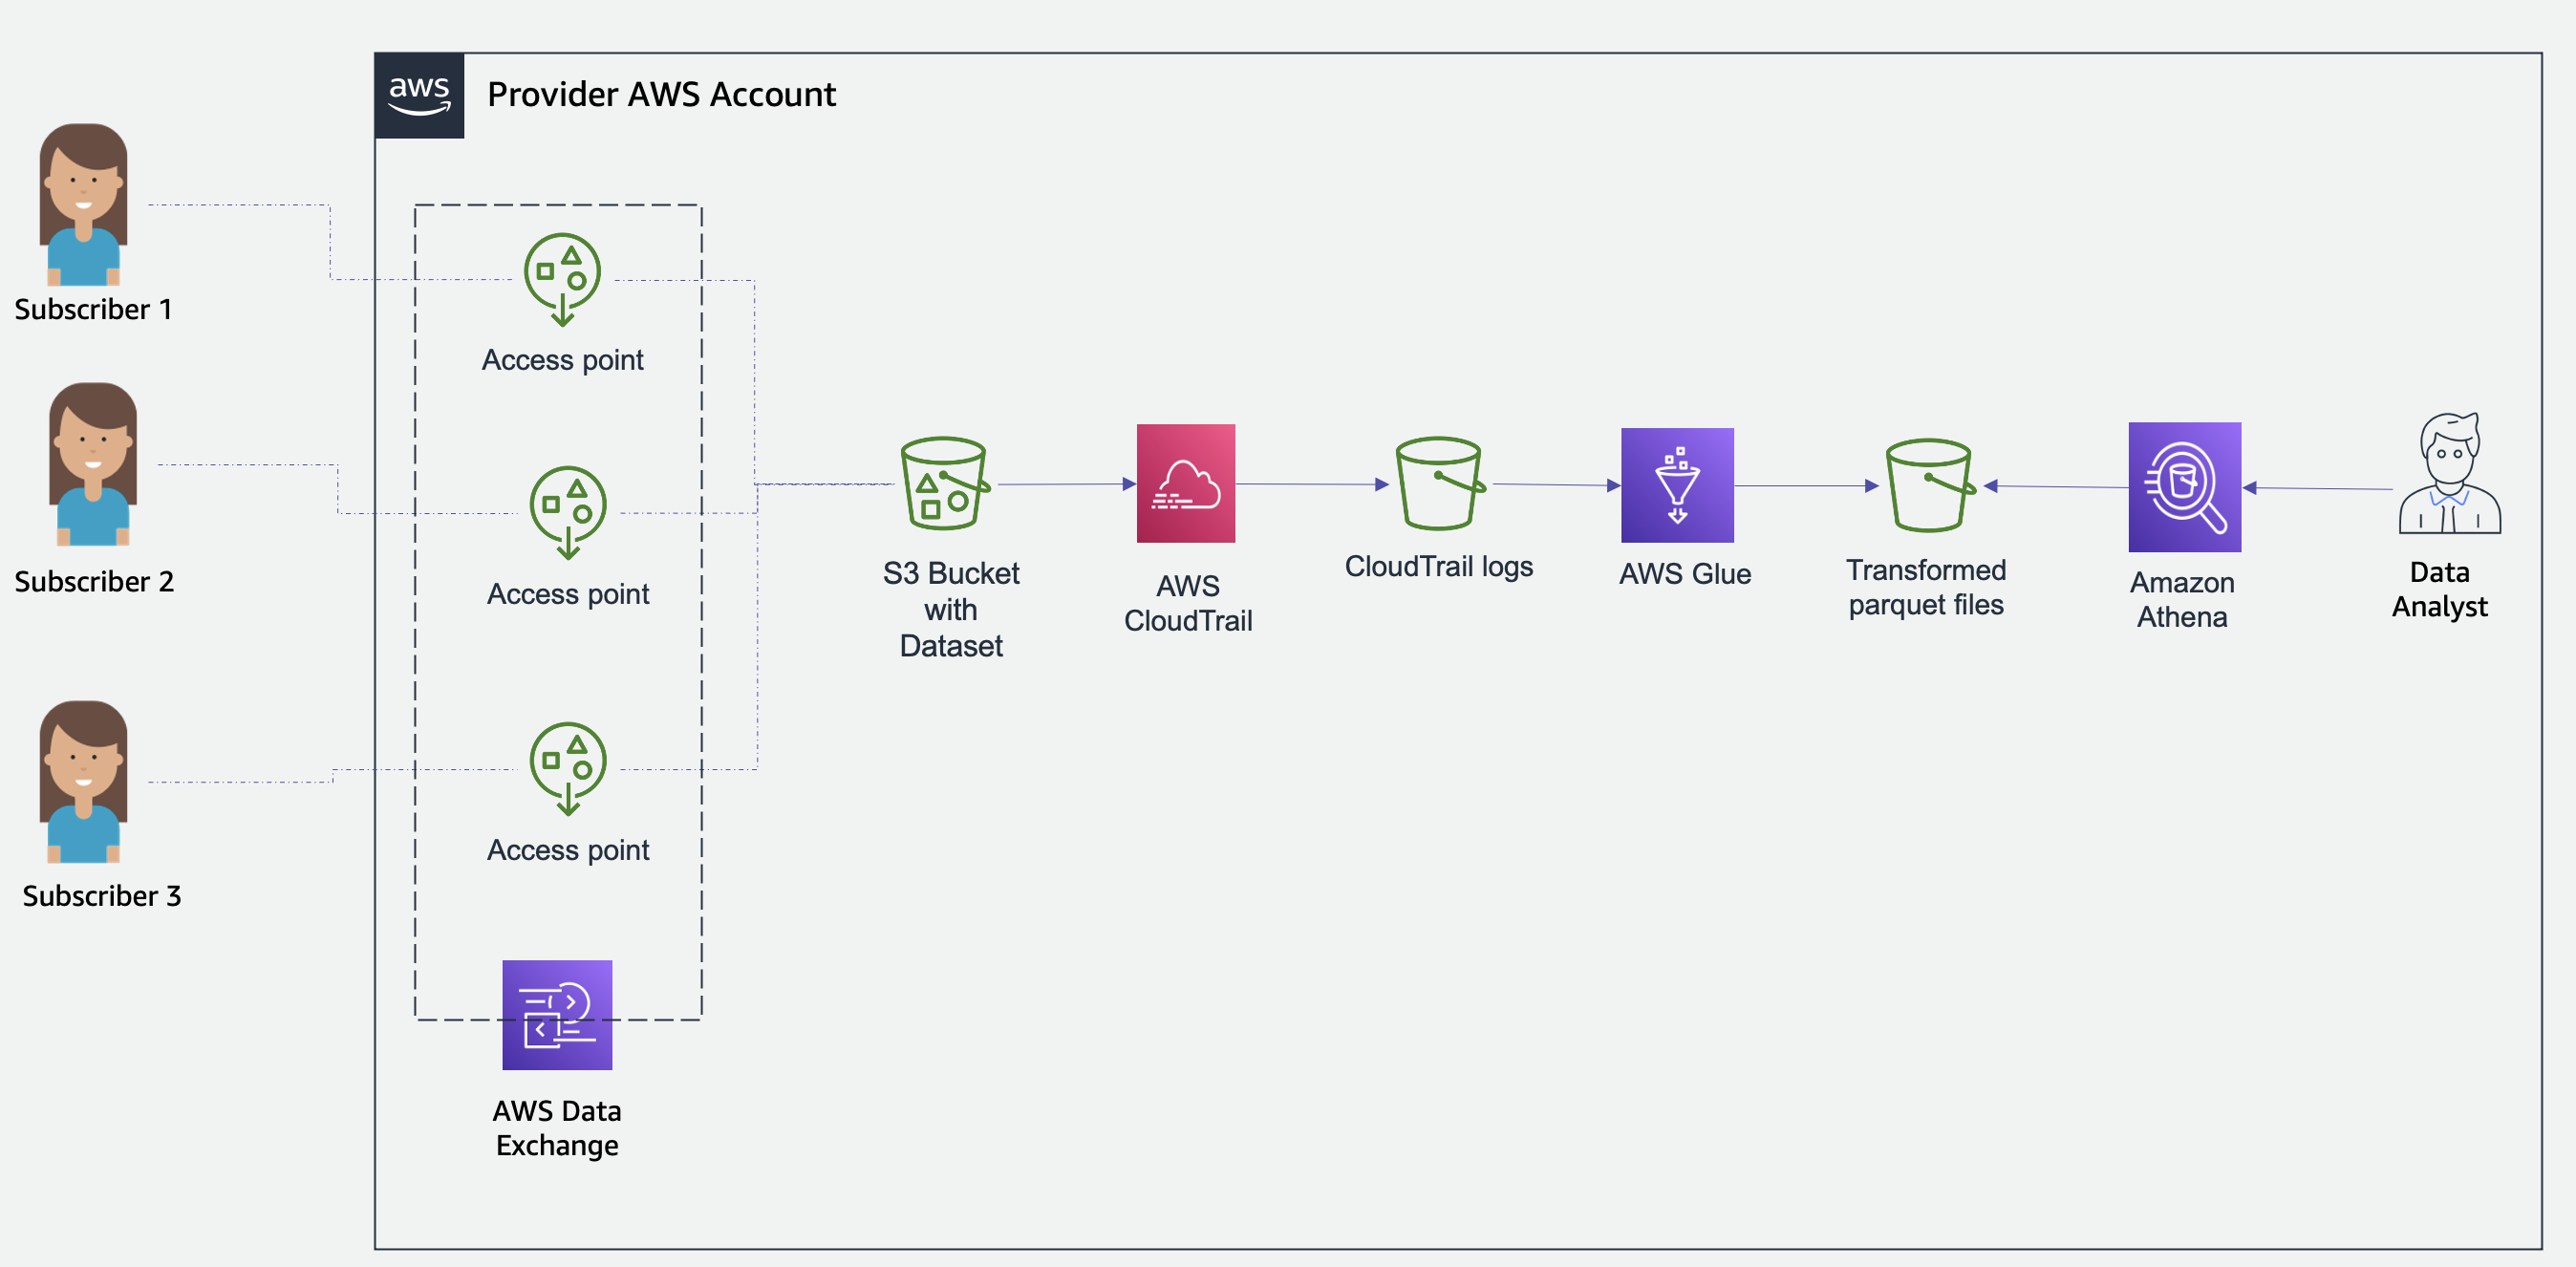 aws
Provider AWS Account
Subscriber 1
Access point
Subscriber 2
Access point
Subscriber 3
Access point
AWS Data
Exchange
S3 Bucket
with
Dataset
AWS
CloudTrail
CloudTrail logs
AWS Glue
Transformed
parquet files
Amazon
Athena
Data
Analyst